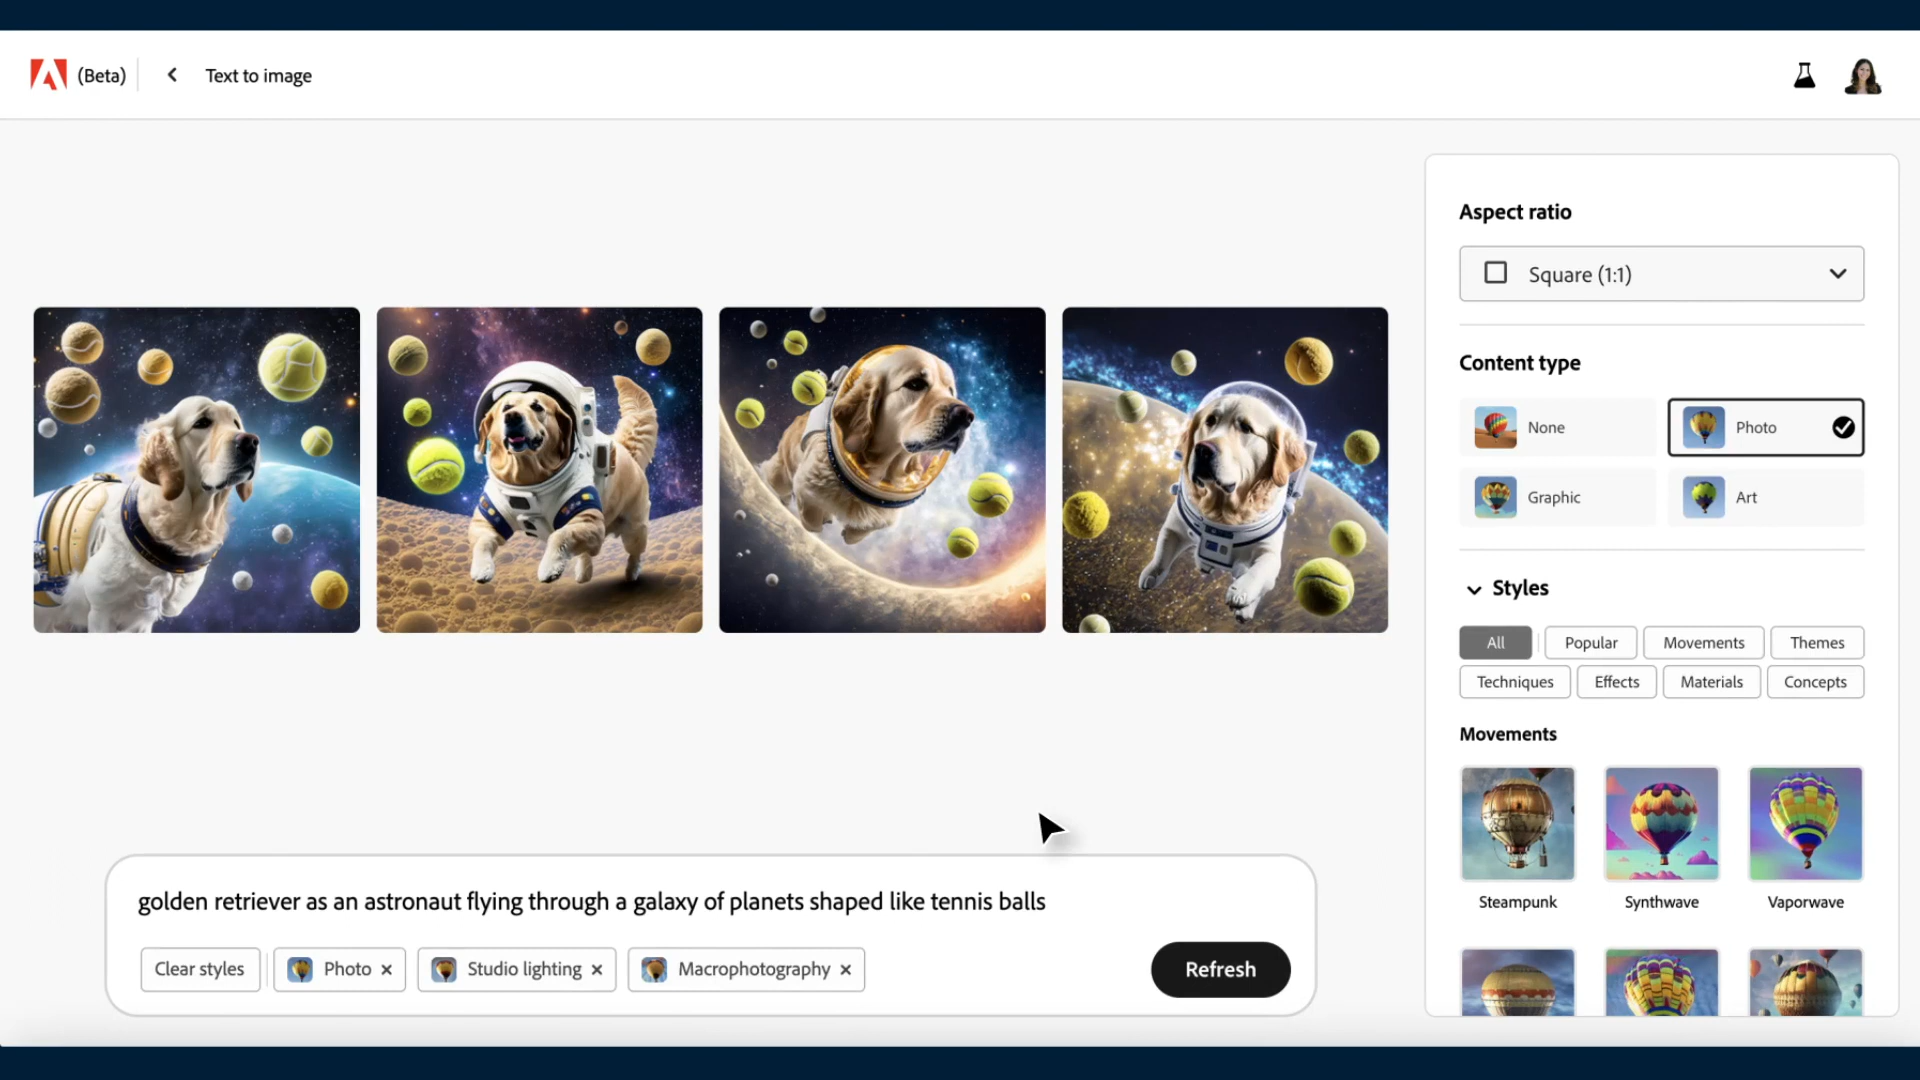 (Beta)
Text to image
Aspect ratio
Square (1:1)
Content type
None
Photo
Graphic
Art
Styles
All
Popular
Movements
Themes
Techniques
Effects
Materials
Concepts
Movements
Steampunk
Synthwave
Vaporwave
golden retriever as an astronaut flying through a galaxy of planets shaped like tennis balls
Clear styles
Photo
Studio lighting
Macrophotography
Refresh